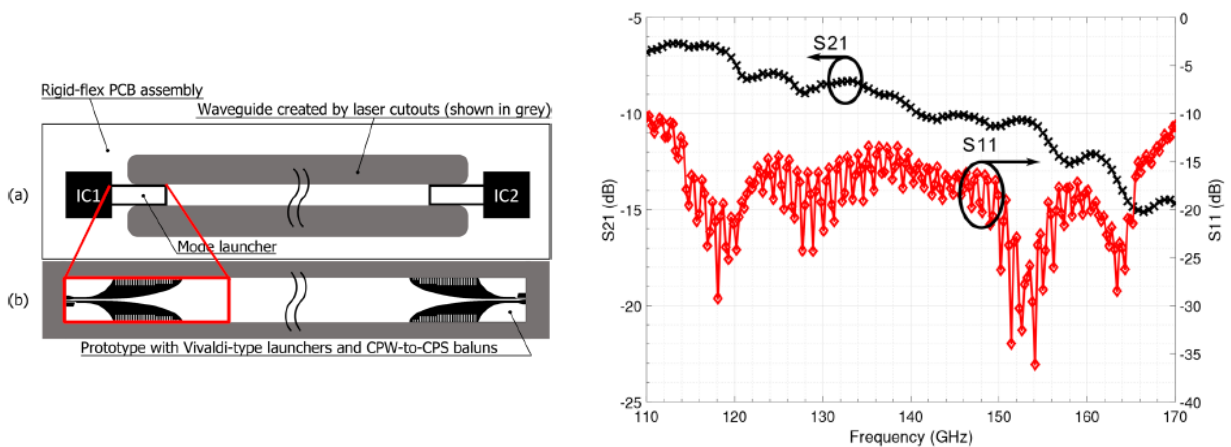 Rigid-flex PCB assembly
Waveguide created by laser cutouts (shown in grey)
(a)
IC1
IC2
Mode launcher
(b)
Prototype with Vivaldi-type launchers and CPW-to-CPS baluns
-5
-10
-15
-20
-25
S21 (dB)
S21
S11
0
-5
-10
-15
-20
-25
-30
-35
-40
S11 (dB)
110
120
130
140
150
160
170
Frequency (GHz)